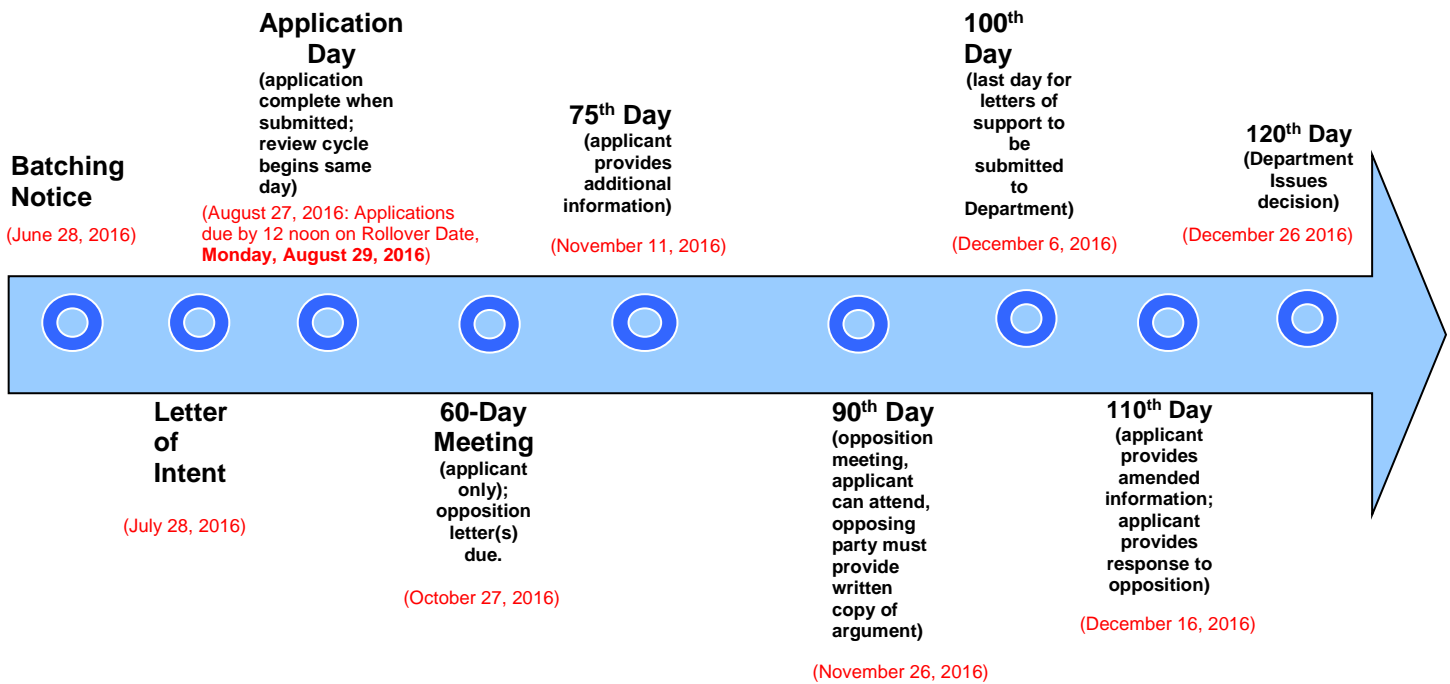 Batching
Notice
(June 28, 2016)
Letter
of
Intent
(July 28, 2016)
Application
Day
(application
complete when
submitted;
review cycle
begins same
day)
(August 27, 2016: Applications
due by 12 noon on Rollover Date,
Monday, August 29, 2016)
60-Day
Meeting
(applicant
only);
opposition
letter(s)
due.
(October 27, 2016)
75th Day
(applicant
provides
additional
information)
(November 11, 2016)
90th Day
(opposition
meeting,
applicant
can attend,
opposing
party must
provide
written
copy of
argument)
(November 26, 2016)
100th
Day
(last day for
letters of
support to
be
submitted
to
Department)
(December 6, 2016)
110th Day
(applicant
provides
amended
information;
applicant
provides
response to
opposition)
(December 16, 2016)
120th Day
(Department
Issues
decision)
(December 26 2016)